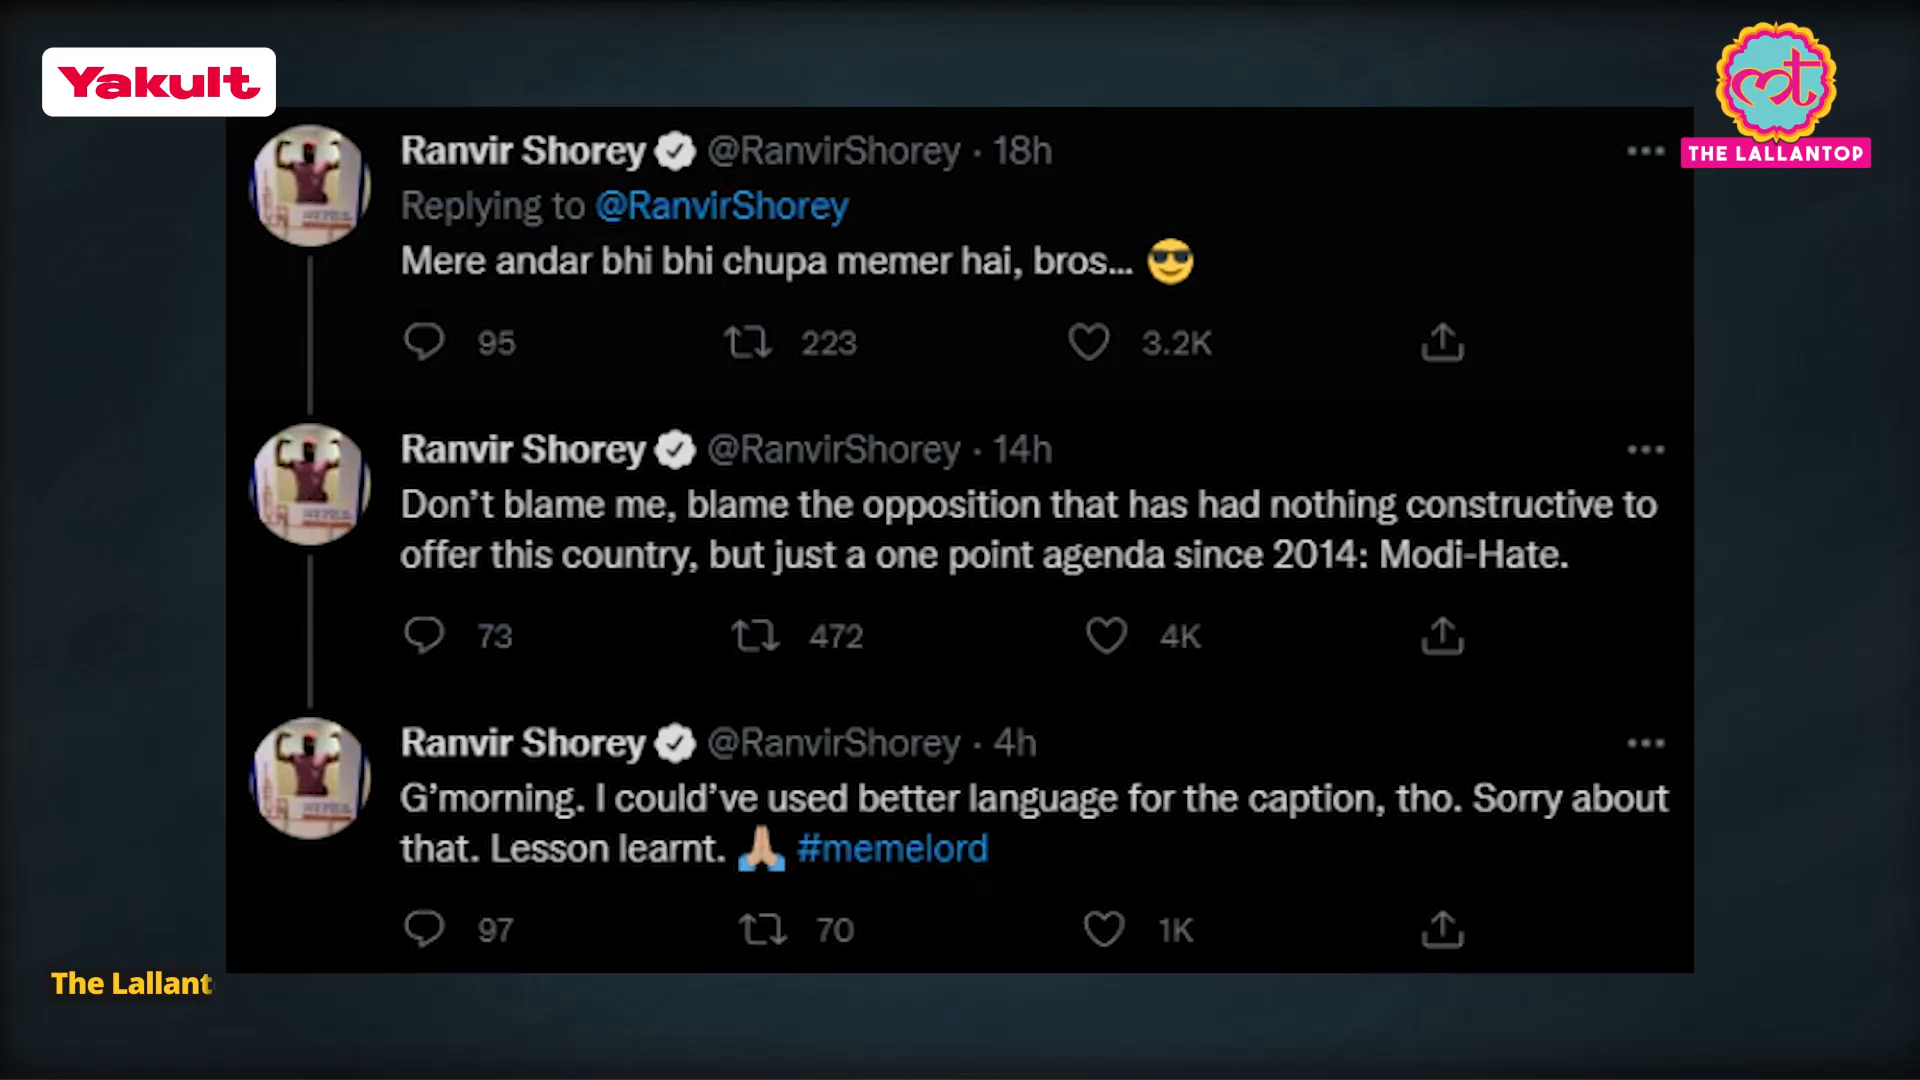 Yakult
THE LALLANTOP
Ranvir Shorey @RanvirShorey · 18h
Replying to @RanvirShorey
Mere andar bhi bhi chupa memer hai, bros... 😎
95 223 3.2K
Ranvir Shorey @RanvirShorey · 14h
Don't blame me, blame the opposition that has had nothing constructive to
offer this country, but just a one point agenda since 2014: Modi-Hate.
73 472 4K
Ranvir Shorey @RanvirShorey · 4h
G'morning. I could've used better language for the caption, tho. Sorry about
that. Lesson learnt. 🙏 #memelord
97 70 1K
The Lallant